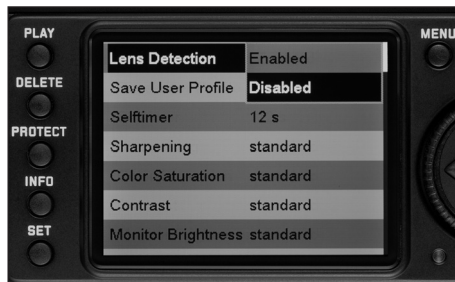 PLAY
MENU
DELETE
PROTECT
INFO
SET
Lens Detection Enabled
Save User Profile Disabled
Selftimer 12 s
Sharpening standard
Color Saturation standard
Contrast standard
Monitor Brightness standard